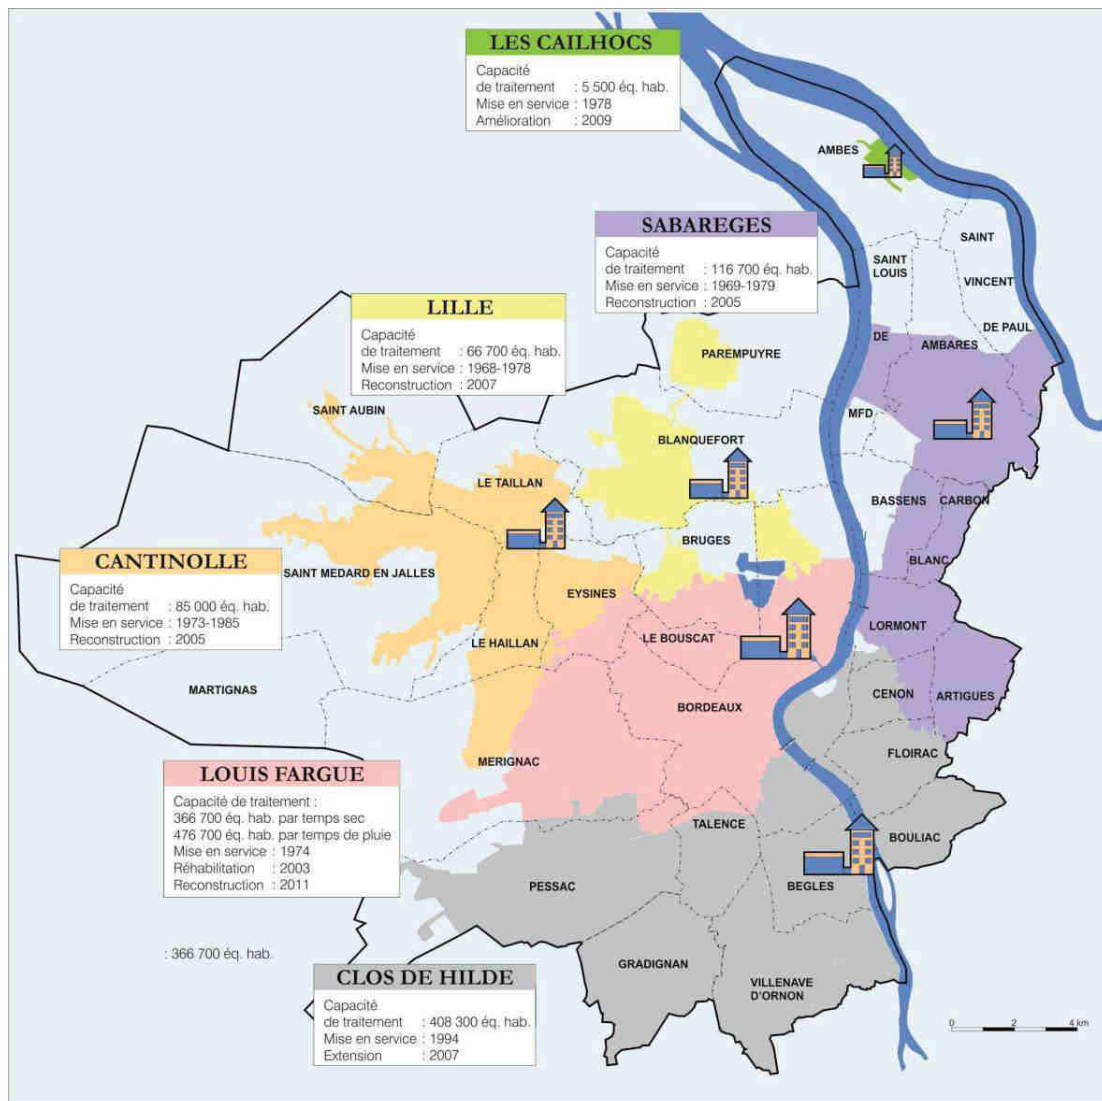 LES CAILHOCS
Capacité
de traitement : 5 500 éq. hab.
Mise en service : 1978
Amélioration : 2009
AMBES
SABAREGES
Capacité
de traitement : 116 700 éq. hab.
Mise en service : 1969-1979
Reconstruction : 2005
SAINT
VINCENT
DE PAUL
SAINT
LOUIS
DE
AMBARES
MFD
LILLE
Capacité
de traitement : 66 700 éq. hab.
Mise en service : 1968-1978
Reconstruction : 2007
PAREMPUYRE
SAINT AUBIN
BLANQUEFORT
LE TAILLAN
BASSENS
CARBON
BLANC
BRUGES
CANTINOLLE
Capacité
de traitement : 85 000 éq. hab.
Mise en service : 1973-1985
Reconstruction : 2005
SAINT MEDARD EN JALLES
EYSINES
LE HAILLAN
LE BOUSCAT
LORMONT
MARTIGNAS
BORDEAUX
CENON
ARTIGUES
FLOIRAC
MERIGNAC
LOUIS FARGUE
Capacité de traitement :
366 700 éq. hab. par temps sec
476 700 éq. hab. par temps de pluie
Mise en service : 1974
Réhabilitation : 2003
Reconstruction : 2011
TALENCE
BOULIAC
PESSAC
BEGLES
: 366 700 éq. hab.
GRADIGNAN
VILLENAVE
D'ORNON
CLOS DE HILDE
Capacité
de traitement : 408 300 éq. hab.
Mise en service : 1994
Extension : 2007
0 2 4 km